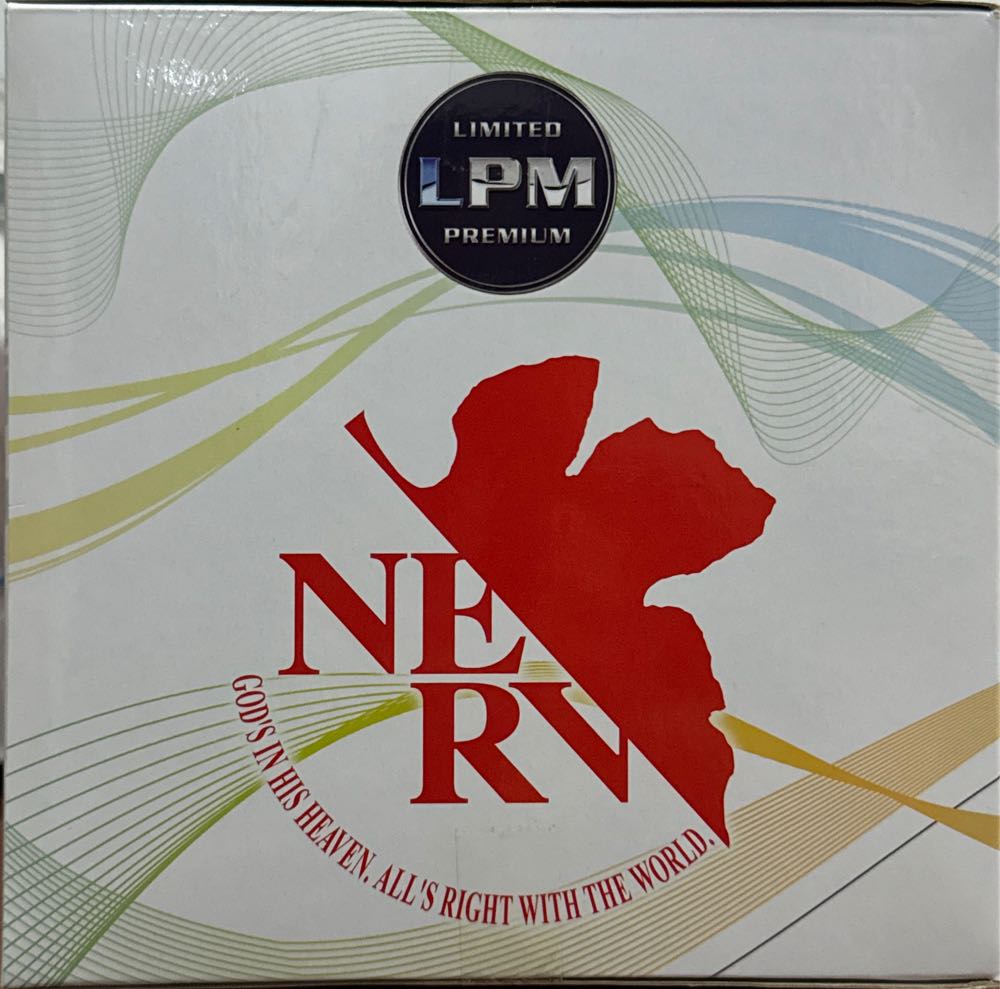 LIMITED
LPM
PREMIUM
NE
RV
GOD'S IN HIS HEAVEN. ALL'S RIGHT WITH THE WORLD.